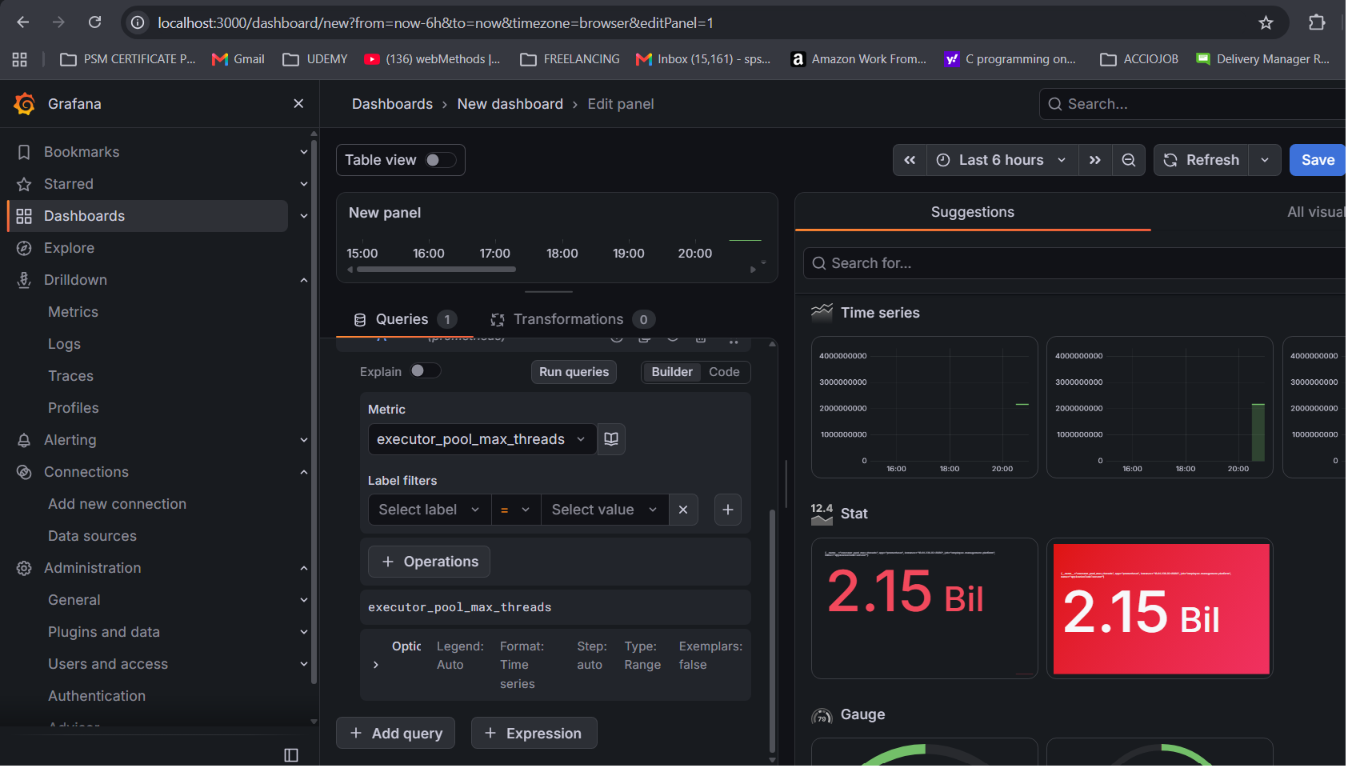 localhost:3000/dashboard/new?from=now-6h&to=now&timezone=browser&editPanel=1
PSM CERTIFICATE P... Gmail UDEMY (136) webMethods |... FREELANCING Inbox (15,161) - sps... Amazon Work From... C programming on... ACCIOJOB Delivery Manager R...
Grafana
Dashboards › New dashboard › Edit panel
Search...
Bookmarks
Starred
Dashboards
Explore
Drilldown
Metrics
Logs
Traces
Profiles
Alerting
Connections
Add new connection
Data sources
Administration
General
Plugins and data
Users and access
Authentication
Table view
Last 6 hours
Refresh
Save
New panel
15:00 16:00 17:00 18:00 19:00 20:00
Queries 1
Transformations 0
(prometheus)
Explain
Run queries
Builder Code
Metric
executor_pool_max_threads
Label filters
Select label = Select value
+ Operations
executor_pool_max_threads
Optic Legend: Format: Step: Type: Exemplars:
Auto Time auto Range false
series
+ Add query
+ Expression
Suggestions
All visual
Search for...
Time series
4000000000 4000000000 4000000000
3000000000 3000000000 3000000000
2000000000 2000000000 2000000000
1000000000 1000000000 1000000000
0 0 0
16:00 18:00 20:00 16:00 18:00 20:00
12.4
Stat
2.15 Bil
2.15 Bil
79
Gauge